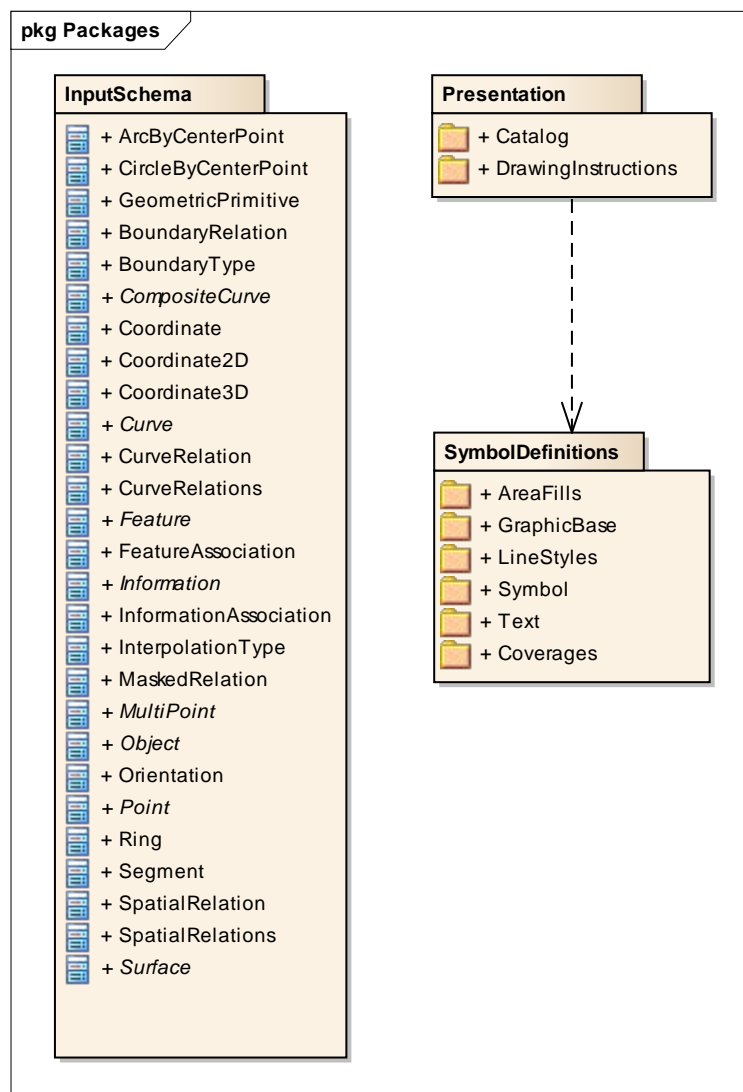 pkg Packages
InputSchema
+ ArcByCenterPoint
+ CircleByCenterPoint
+ GeometricPrimitive
+ BoundaryRelation
+ BoundaryType
+ CompositeCurve
+ Coordinate
+ Coordinate2D
+ Coordinate3D
+ Curve
+ CurveRelation
+ CurveRelations
+ Feature
+ FeatureAssociation
+ Information
+ InformationAssociation
+ InterpolationType
+ MaskedRelation
+ MultiPoint
+ Object
+ Orientation
+ Point
+ Ring
+ Segment
+ SpatialRelation
+ SpatialRelations
+ Surface
Presentation
+ Catalog
+ DrawingInstructions
SymbolDefinitions
+ AreaFills
+ GraphicBase
+ LineStyles
+ Symbol
+ Text
+ Coverages